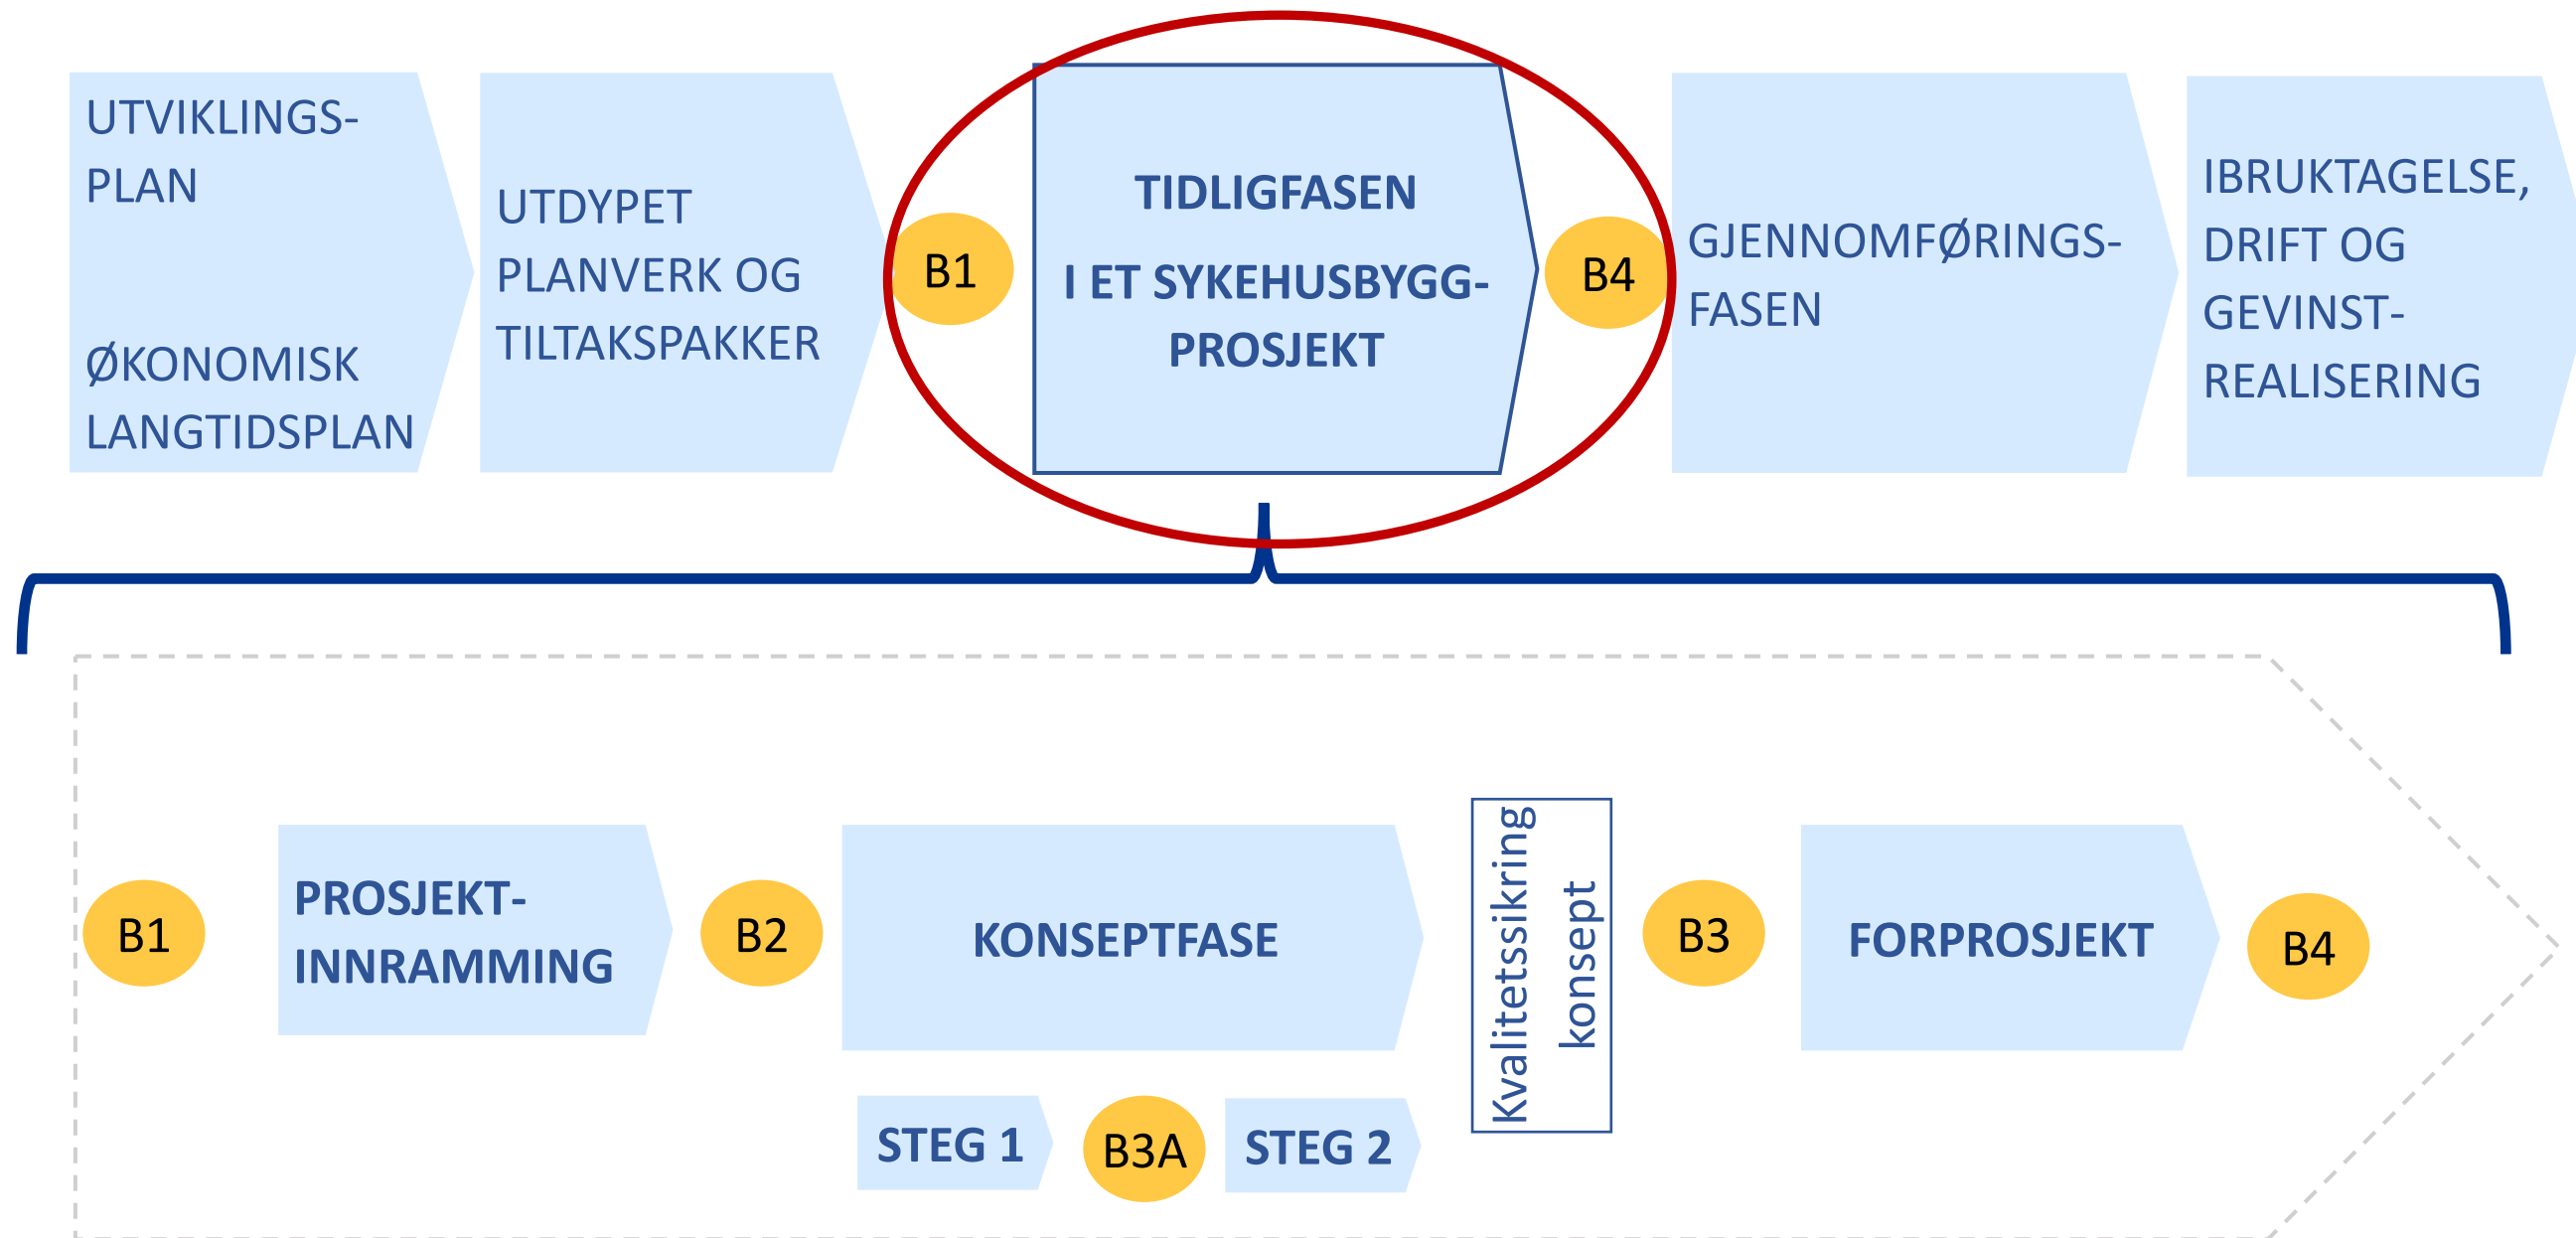 UTVIKLINGS-
PLAN
ØKONOMISK
LANGTIDSPLAN
UTDYPET
PLANVERK OG
TILTAKSPAKKER
B1
TIDLIGFASEN
I ET SYKEHUSBYGG-
PROSJEKT
B4
GJENNOMFØRINGS-
FASEN
IBRUKTAGELSE,
DRIFT OG
GEVINST-
REALISERING
B1
PROSJEKT-
INNRAMMING
B2
KONSEPTFASE
STEG 1
B3A
STEG 2
Kvalitetssikring
konsept
B3
FORPROSJEKT
B4